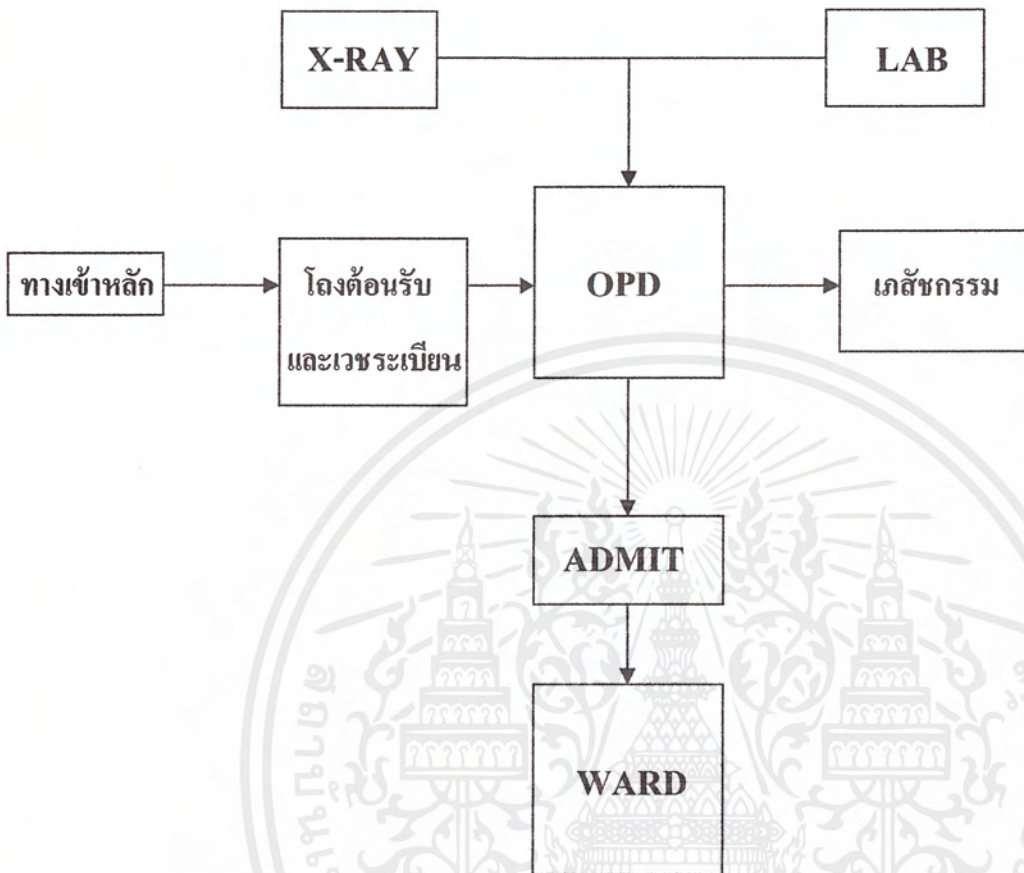 X-RAY
LAB
ทางเข้าหลัก
โถงต้อนรับ
และเวชระเบียน
OPD
เภสัชกรรม
ADMIT
WARD